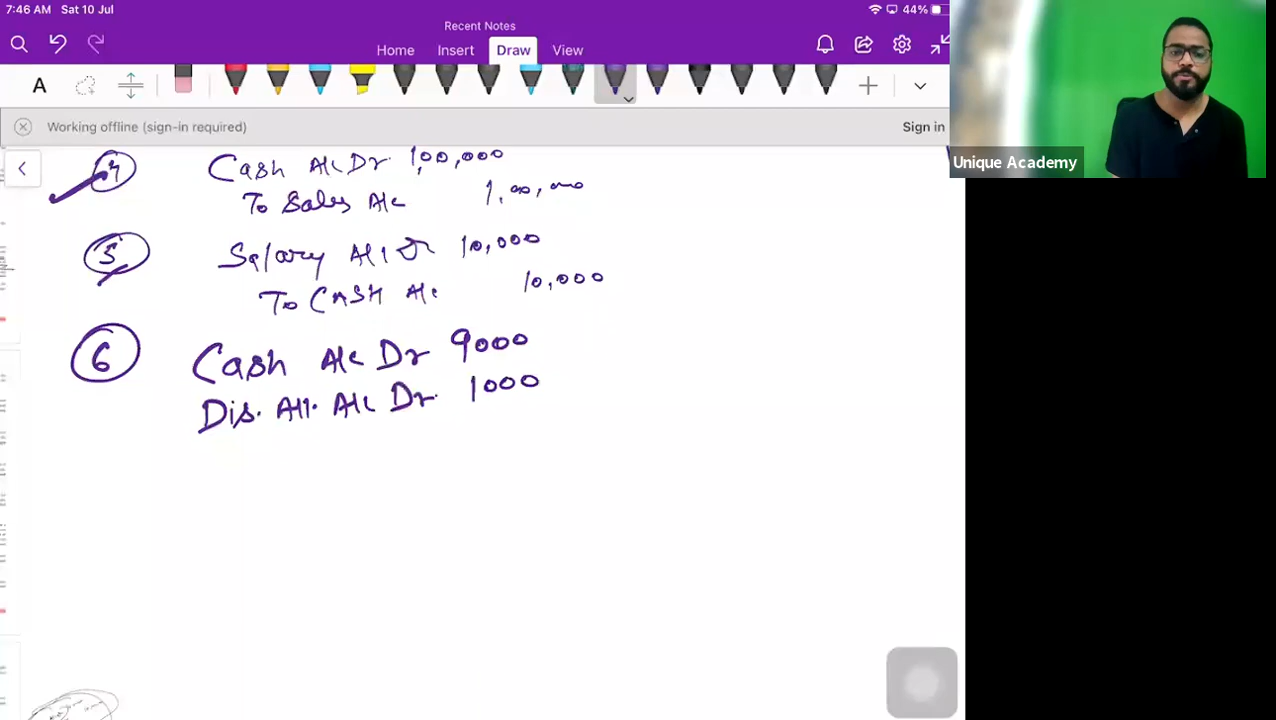 7:46 AM Sat 10 Jul
44%
Recent Notes
Home Insert Draw View
A
Working offline (sign-in required)
Sign in
Unique Academy
4 Cash A/c Dr. 1,00,000
To Sales A/c 1,00,000
5 Salary A/c Dr 10,000
To CASH A/c 10,000
6 Cash A/c Dr 9000
Dis. All. A/c Dr. 1000